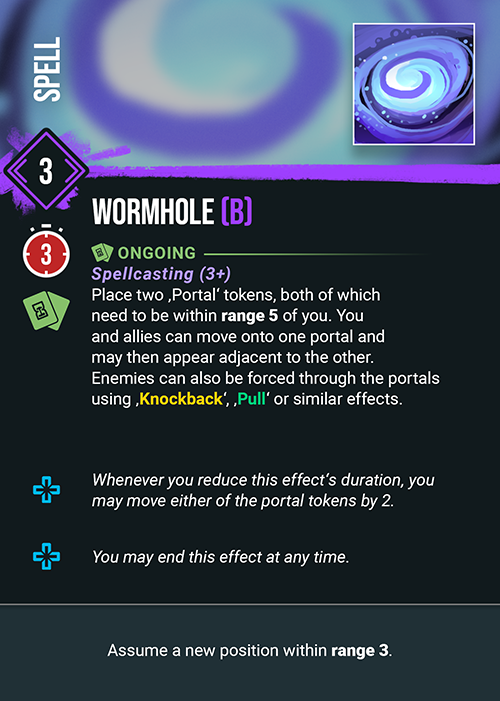 SPELL
3
WORMHOLE (B)
3
ONGOING
Spellcasting (3+)
Place two ‚Portal‘ tokens, both of which
need to be within range 5 of you. You
and allies can move onto one portal and
may then appear adjacent to the other.
Enemies can also be forced through the portals
using ‚Knockback‘, ‚Pull‘ or similar effects.
Whenever you reduce this effect‘s duration, you
may move either of the portal tokens by 2.
You may end this effect at any time.
Assume a new position within range 3.